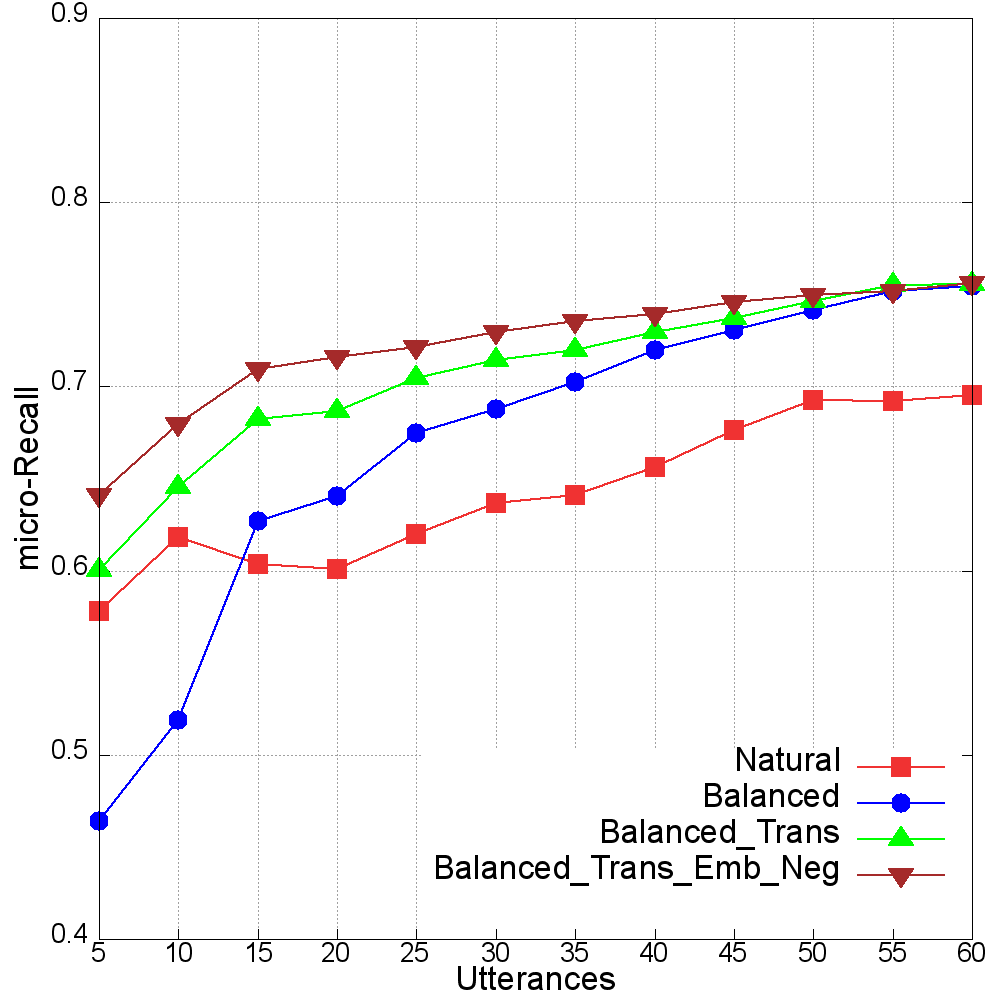 0.9
0.8
0.7
0.6
0.5
0.4
micro-Recall
5 10 15 20 25 30 35 40 45 50 55 60
Utterances
Natural
Balanced
Balanced_Trans
Balanced_Trans_Emb_Neg